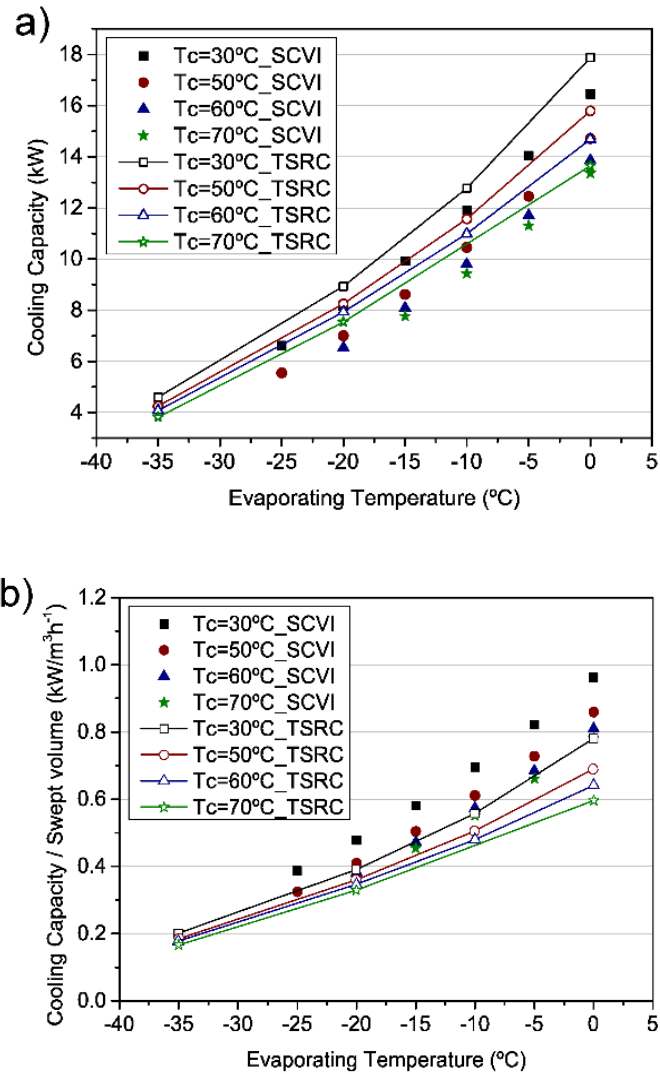 a)
18
16
14
12
10
8
6
4
Cooling Capacity (kW)
Tc=30ºC_SCVI
Tc=50ºC_SCVI
Tc=60ºC_SCVI
Tc=70ºC_SCVI
Tc=30ºC_TSRC
Tc=50ºC_TSRC
Tc=60ºC_TSRC
Tc=70ºC_TSRC
-40 -35 -30 -25 -20 -15 -10 -5 0 5
Evaporating Temperature (ºC)
b)
1.2
1.0
0.8
0.6
0.4
0.2
0.0
Cooling Capacity / Swept volume (kW/m³h⁻¹)
Tc=30ºC_SCVI
Tc=50ºC_SCVI
Tc=60ºC_SCVI
Tc=70ºC_SCVI
Tc=30ºC_TSRC
Tc=50ºC_TSRC
Tc=60ºC_TSRC
Tc=70ºC_TSRC
-40 -35 -30 -25 -20 -15 -10 -5 0 5
Evaporating Temperature (ºC)